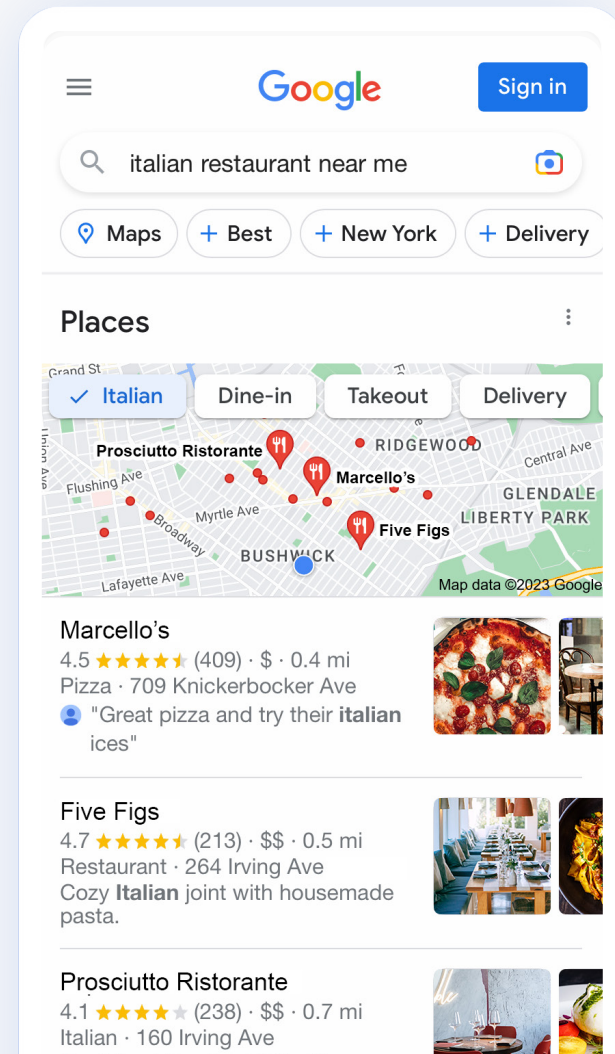 Google
Sign in
italian restaurant near me
Maps
+ Best
+ New York
+ Delivery
Places
Grand St
Italian
Dine-in
Takeout
Delivery
Union Ave
Prosciutto Ristorante
RIDGEWOOD
Central Ave
Flushing Ave
Marcello's
GLENDALE
Myrtle Ave
LIBERTY PARK
Broadway
Five Figs
BUSHWICK
Lafayette Ave
Map data ©2023 Google
Marcello's
4.5 (409) · $ · 0.4 mi
Pizza · 709 Knickerbocker Ave
"Great pizza and try their italian
ices"
Five Figs
4.7 (213) · $$ · 0.5 mi
Restaurant · 264 Irving Ave
Cozy Italian joint with housemade
pasta.
Prosciutto Ristorante
4.1 (238) · $$ · 0.7 mi
Italian · 160 Irving Ave